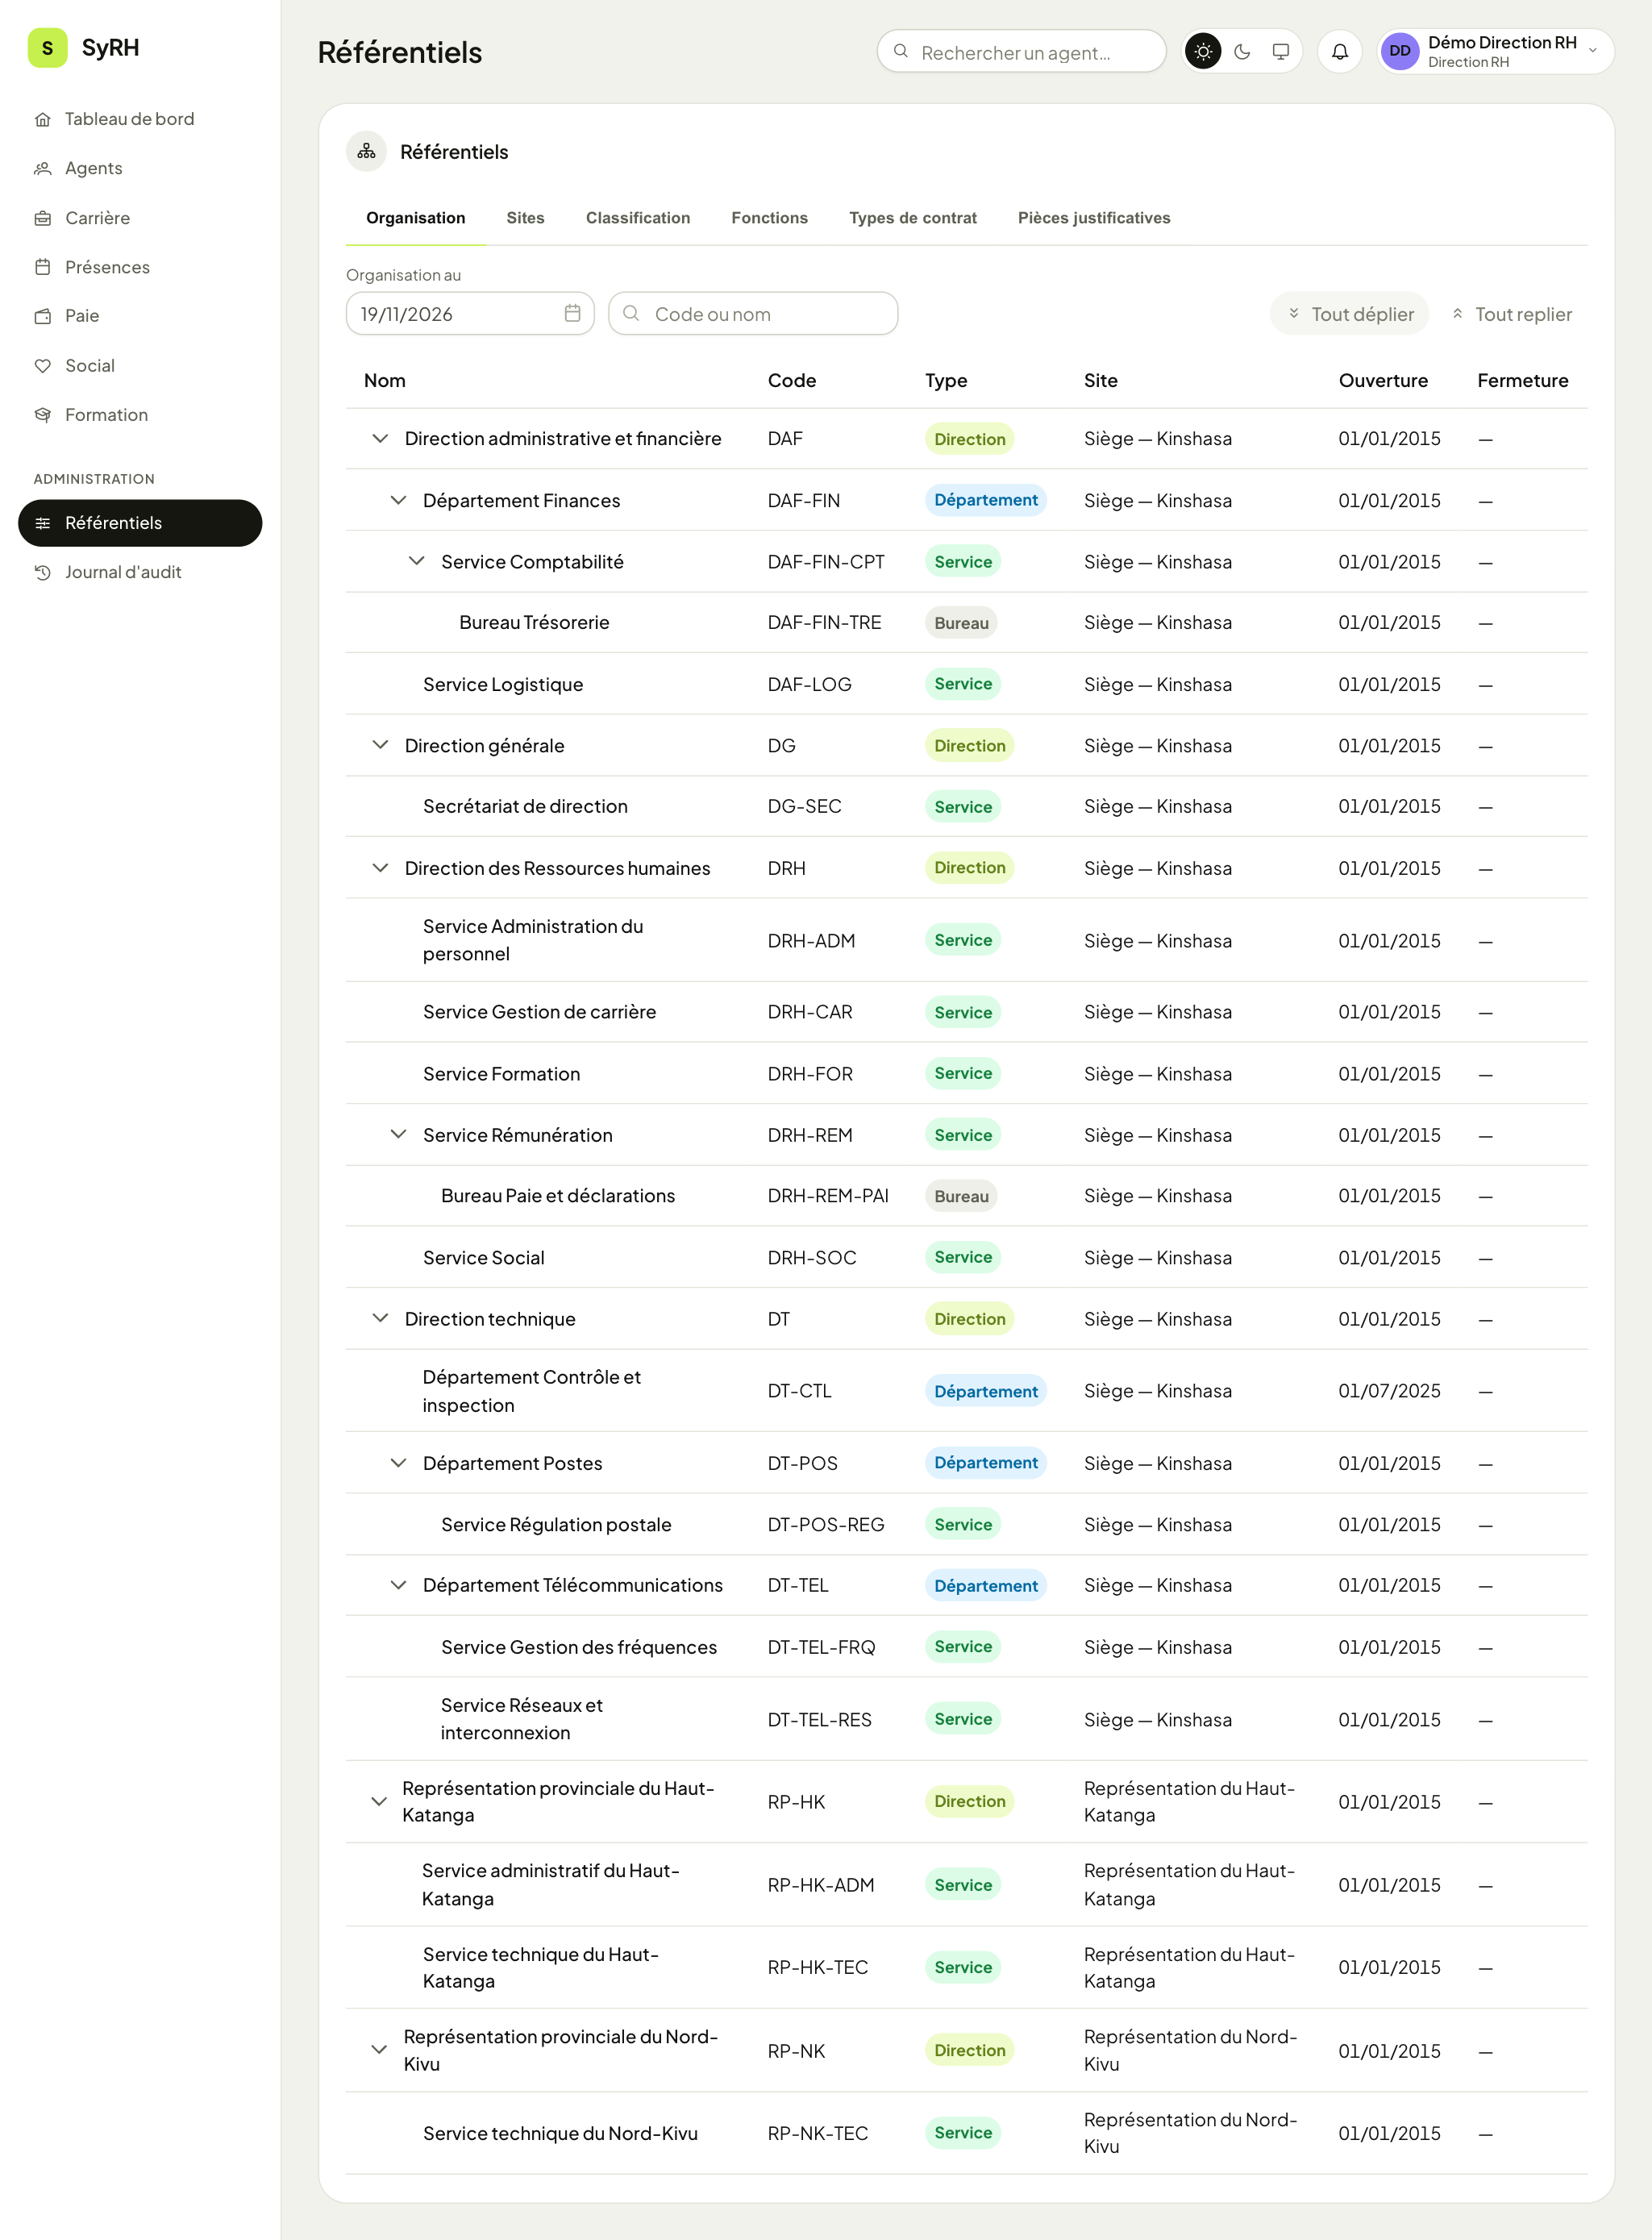 S SyRH
Tableau de bord
Agents
Carrière
Présences
Paie
Social
Formation
ADMINISTRATION
Référentiels
Journal d'audit
Référentiels
Rechercher un agent...
DD
Démo Direction RH
Direction RH
Référentiels
Organisation Sites Classification Fonctions Types de contrat Pièces justificatives
Organisation au
19/11/2026 Code ou nom Tout déplier Tout replier
Nom Code Type Site Ouverture Fermeture
Direction administrative et financière DAF Direction Siège — Kinshasa 01/01/2015 —
Département Finances DAF-FIN Département Siège — Kinshasa 01/01/2015 —
Service Comptabilité DAF-FIN-CPT Service Siège — Kinshasa 01/01/2015 —
Bureau Trésorerie DAF-FIN-TRE Bureau Siège — Kinshasa 01/01/2015 —
Service Logistique DAF-LOG Service Siège — Kinshasa 01/01/2015 —
Direction générale DG Direction Siège — Kinshasa 01/01/2015 —
Secrétariat de direction DG-SEC Service Siège — Kinshasa 01/01/2015 —
Direction des Ressources humaines DRH Direction Siège — Kinshasa 01/01/2015 —
Service Administration du
personnel DRH-ADM Service Siège — Kinshasa 01/01/2015 —
Service Gestion de carrière DRH-CAR Service Siège — Kinshasa 01/01/2015 —
Service Formation DRH-FOR Service Siège — Kinshasa 01/01/2015 —
Service Rémunération DRH-REM Service Siège — Kinshasa 01/01/2015 —
Bureau Paie et déclarations DRH-REM-PAI Bureau Siège — Kinshasa 01/01/2015 —
Service Social DRH-SOC Service Siège — Kinshasa 01/01/2015 —
Direction technique DT Direction Siège — Kinshasa 01/01/2015 —
Département Contrôle et
inspection DT-CTL Département Siège — Kinshasa 01/07/2025 —
Département Postes DT-POS Département Siège — Kinshasa 01/01/2015 —
Service Régulation postale DT-POS-REG Service Siège — Kinshasa 01/01/2015 —
Département Télécommunications DT-TEL Département Siège — Kinshasa 01/01/2015 —
Service Gestion des fréquences DT-TEL-FRQ Service Siège — Kinshasa 01/01/2015 —
Service Réseaux et
interconnexion DT-TEL-RES Service Siège — Kinshasa 01/01/2015 —
Représentation provinciale du Haut-
Katanga RP-HK Direction Représentation du Haut-
Katanga 01/01/2015 —
Service administratif du Haut-
Katanga RP-HK-ADM Service Représentation du Haut-
Katanga 01/01/2015 —
Service technique du Haut-
Katanga RP-HK-TEC Service Représentation du Haut-
Katanga 01/01/2015 —
Représentation provinciale du Nord-
Kivu RP-NK Direction Représentation du Nord-
Kivu 01/01/2015 —
Service technique du Nord-Kivu RP-NK-TEC Service Représentation du Nord-
Kivu 01/01/2015 —